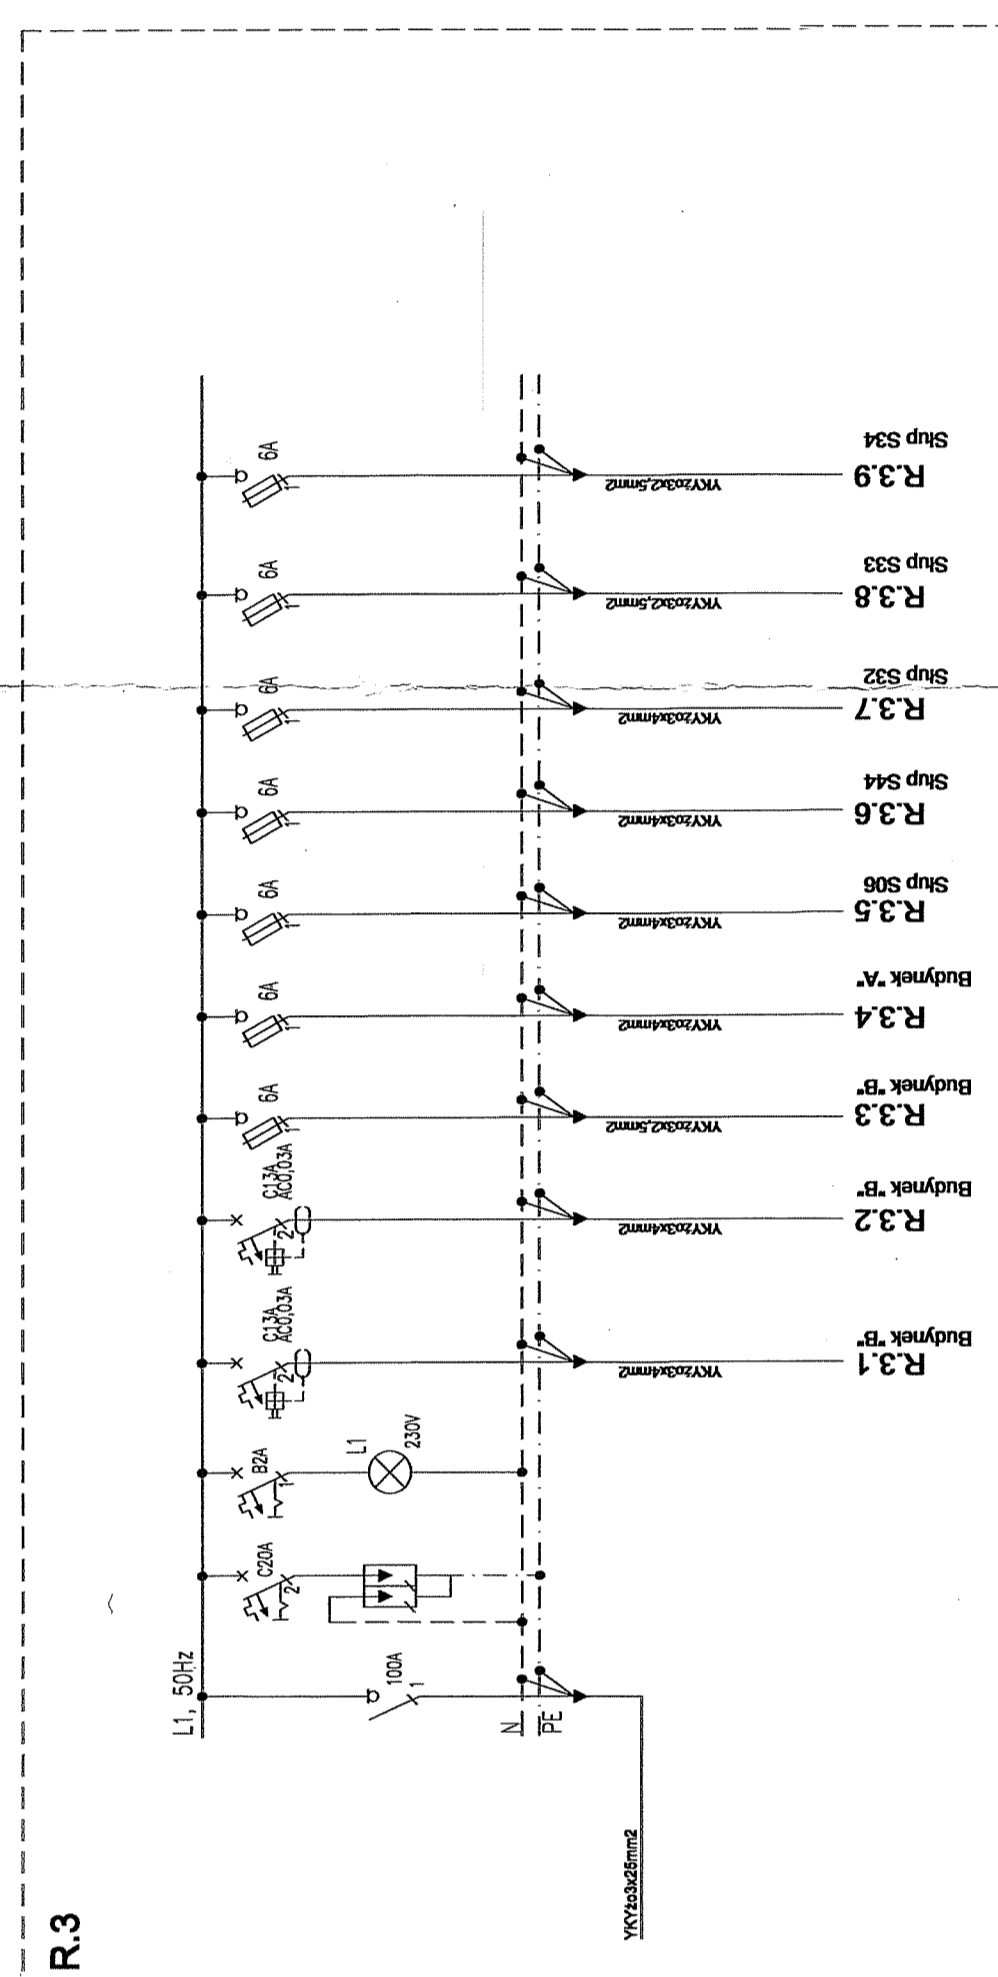 R.3
L1, 50Hz
N
PE
YKYżo3x25mm2
100A
1
C20A
2
B2A
1
L1
230V
C13A
AC0,03A
2
YKYżo3x4mm2
R.3.1
Budynek "B"
C13A
AC0,03A
2
YKYżo3x4mm2
R.3.2
Budynek "B"
6A
YKYżo3x2,5mm2
R.3.3
Budynek "B"
6A
YKYżo3x4mm2
R.3.4
Budynek "A"
6A
YKYżo3x4mm2
R.3.5
Słup S06
6A
YKYżo3x4mm2
R.3.6
Słup S44
6A
YKYżo3x4mm2
R.3.7
Słup S32
6A
YKYżo3x2,5mm2
R.3.8
Słup S33
6A
YKYżo3x2,5mm2
R.3.9
Słup S34